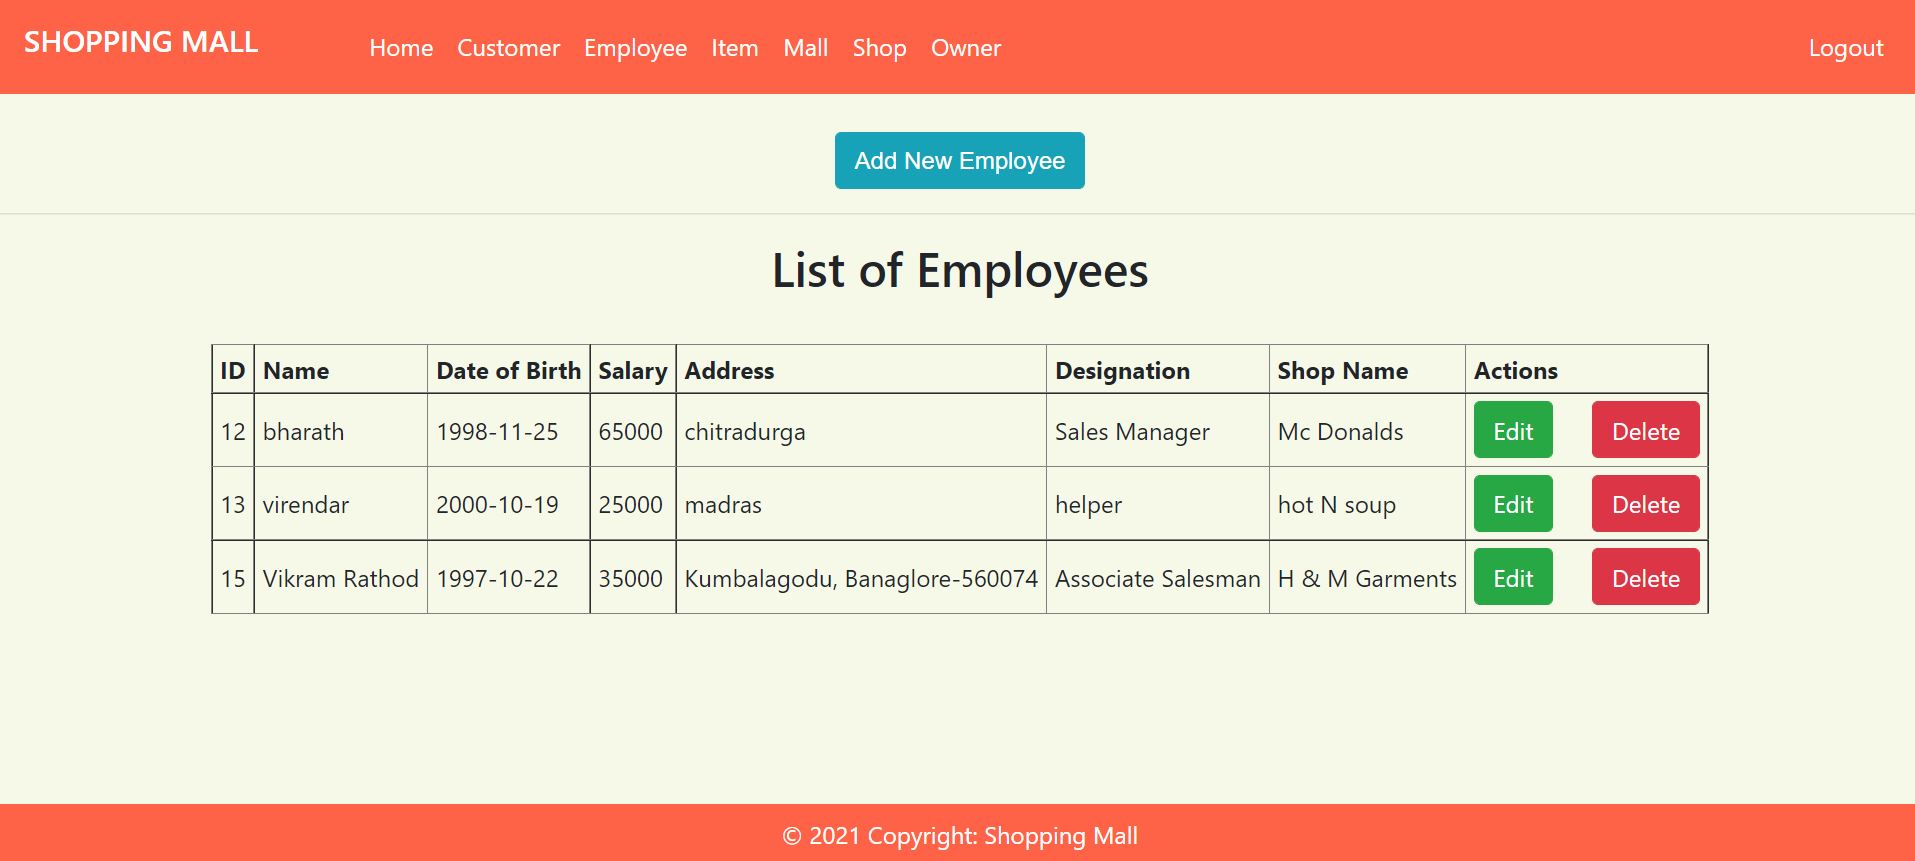 SHOPPING MALL Home Customer Employee Item Mall Shop Owner Logout
Add New Employee
List of Employees
ID Name Date of Birth Salary Address Designation Shop Name Actions
12 bharath 1998-11-25 65000 chitradurga Sales Manager Mc Donalds Edit Delete
13 virendar 2000-10-19 25000 madras helper hot N soup Edit Delete
15 Vikram Rathod 1997-10-22 35000 Kumbalagodu, Banaglore-560074 Associate Salesman H & M Garments Edit Delete
© 2021 Copyright: Shopping Mall